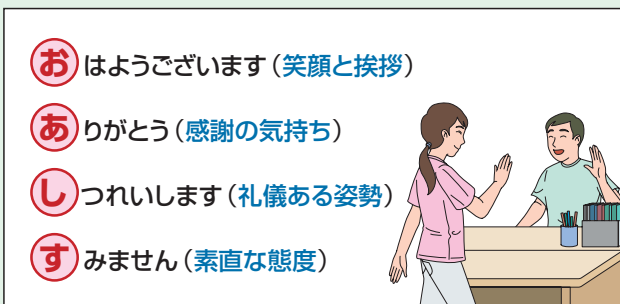 おはようございます(笑顔と挨拶)
ありがとう(感謝の気持ち)
しつれいします(礼儀ある姿勢)
すみません(素直な態度)